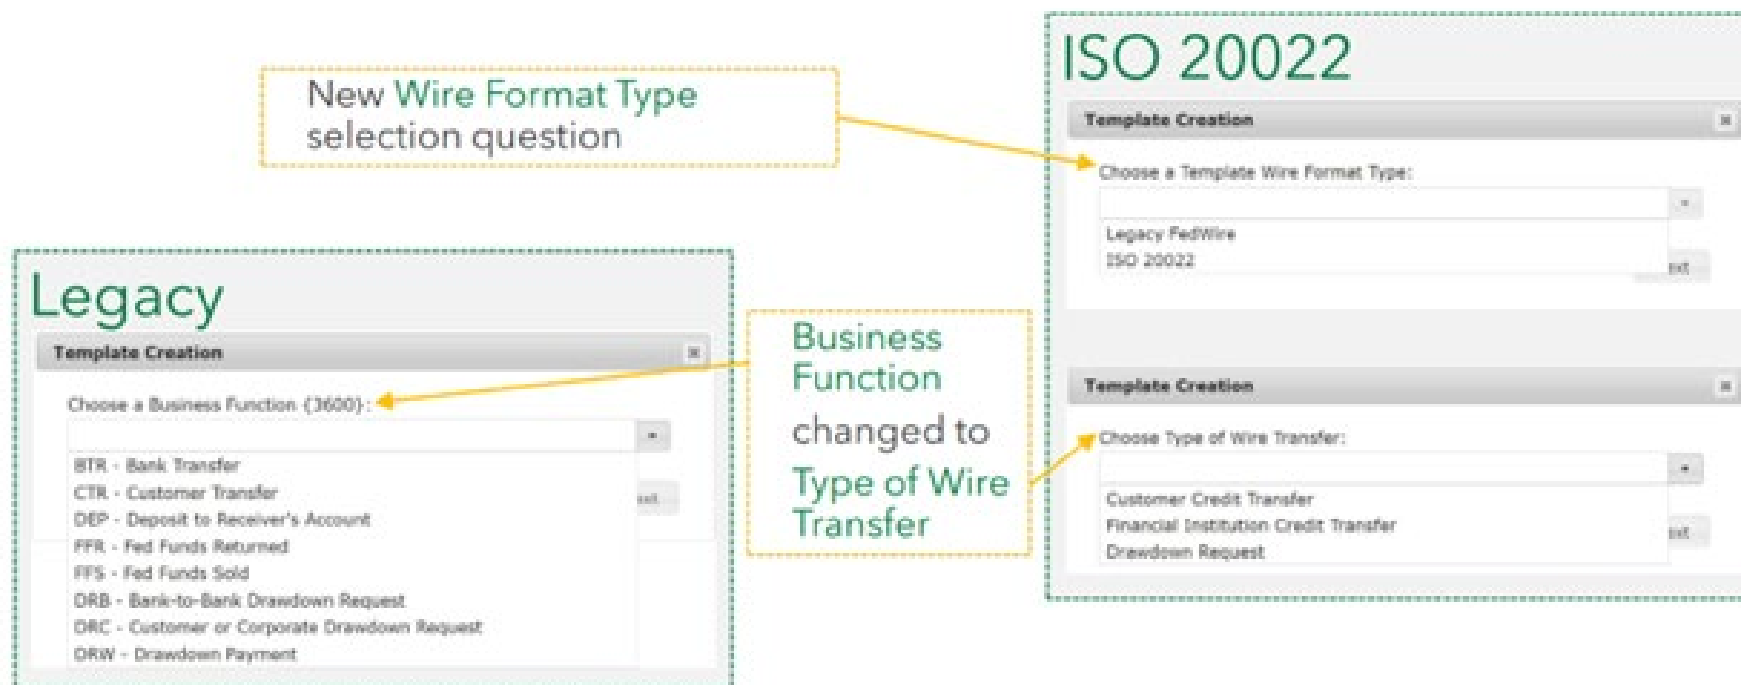 New Wire Format Type
selection question
ISO 20022
Template Creation
Choose a Template Wire Format Type:
Legacy FedWire
ISO 20022
ext
Legacy
Template Creation
Choose a Business Function {3600}:
BTR - Bank Transfer
CTR - Customer Transfer
DEP - Deposit to Receiver's Account
FFR - Fed Funds Returned
FFS - Fed Funds Sold
DRB - Bank-to-Bank Drawdown Request
DRC - Customer or Corporate Drawdown Request
DRW - Drawdown Payment
ext
Business
Function
changed to
Type of Wire
Transfer
Template Creation
Choose Type of Wire Transfer:
Customer Credit Transfer
Financial Institution Credit Transfer
Drawdown Request
ext